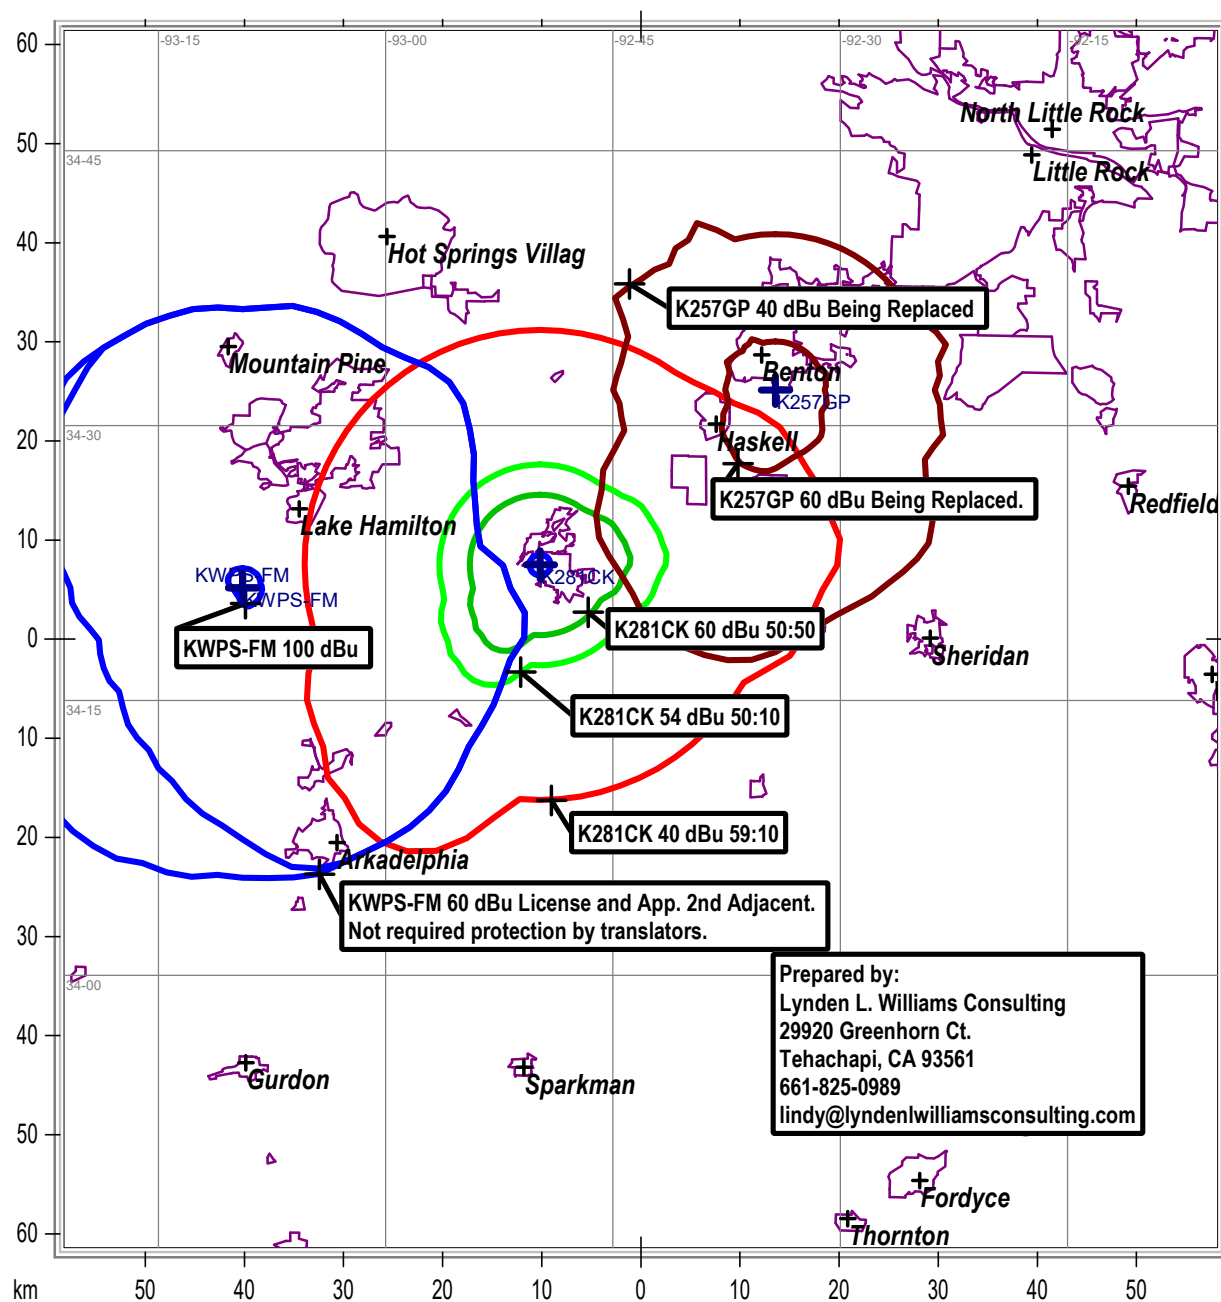 60
-93-15
-93-00
-92-45
-92-30
-92-15
North Little Rock
50
34-45
Little Rock
40
Hot Springs Villag
K257GP 40 dBu Being Replaced
30
Mountain Pine
Benton
K257GP
34-30
20
Haskell
K257GP 60 dBu Being Replaced.
Redfield
Lake Hamilton
10
KWPS-FM
K281CK
KWPS-FM
K281CK 60 dBu 50:50
0
KWPS-FM 100 dBu
Sheridan
34-15
K281CK 54 dBu 50:10
10
K281CK 40 dBu 59:10
20
Arkadelphia
KWPS-FM 60 dBu License and App. 2nd Adjacent.
Not required protection by translators.
30
34-00
Prepared by:
Lynden L. Williams Consulting
29920 Greenhorn Ct.
Tehachapi, CA 93561
661-825-0989
lindy@lyndenlwilliamsconsulting.com
40
Gurdon
Sparkman
50
Fordyce
Thornton
60
km
50
40
30
20
10
0
10
20
30
40
50